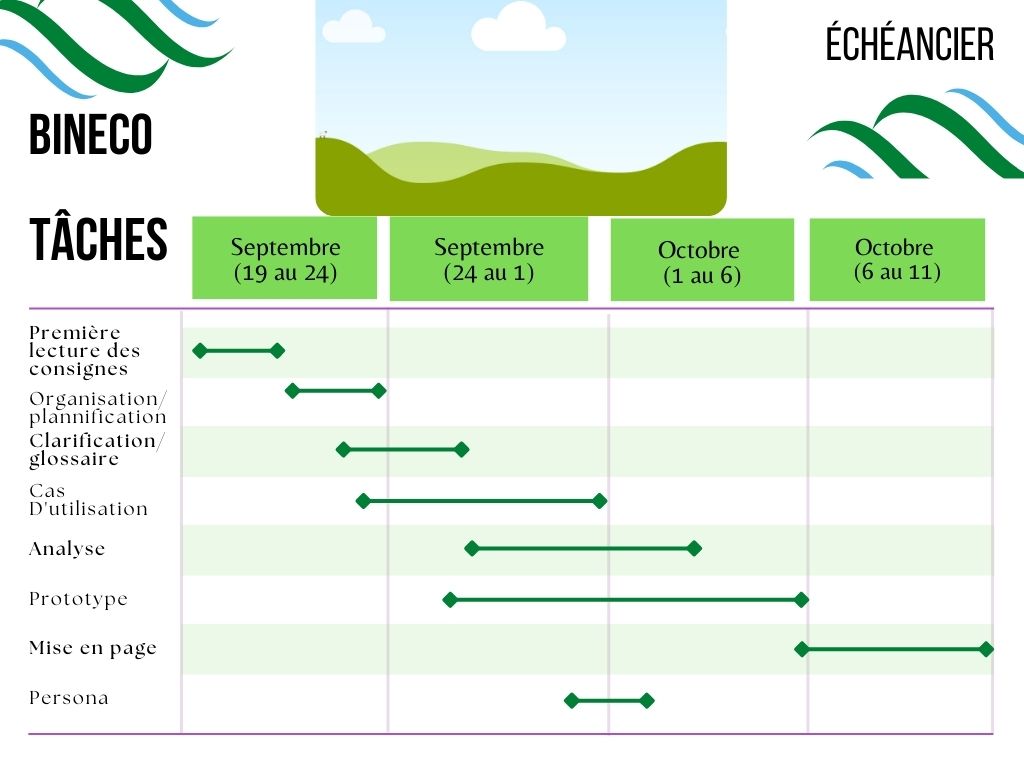 ÉCHÉANCIER
BINECO
TÂCHES
Septembre
(19 au 24)
Septembre
(24 au 1)
Octobre
(1 au 6)
Octobre
(6 au 11)
Première
lecture des
consignes
Organisation/
plannification
Clarification/
glossaire
Cas
D'utilisation
Analyse
Prototype
Mise en page
Persona